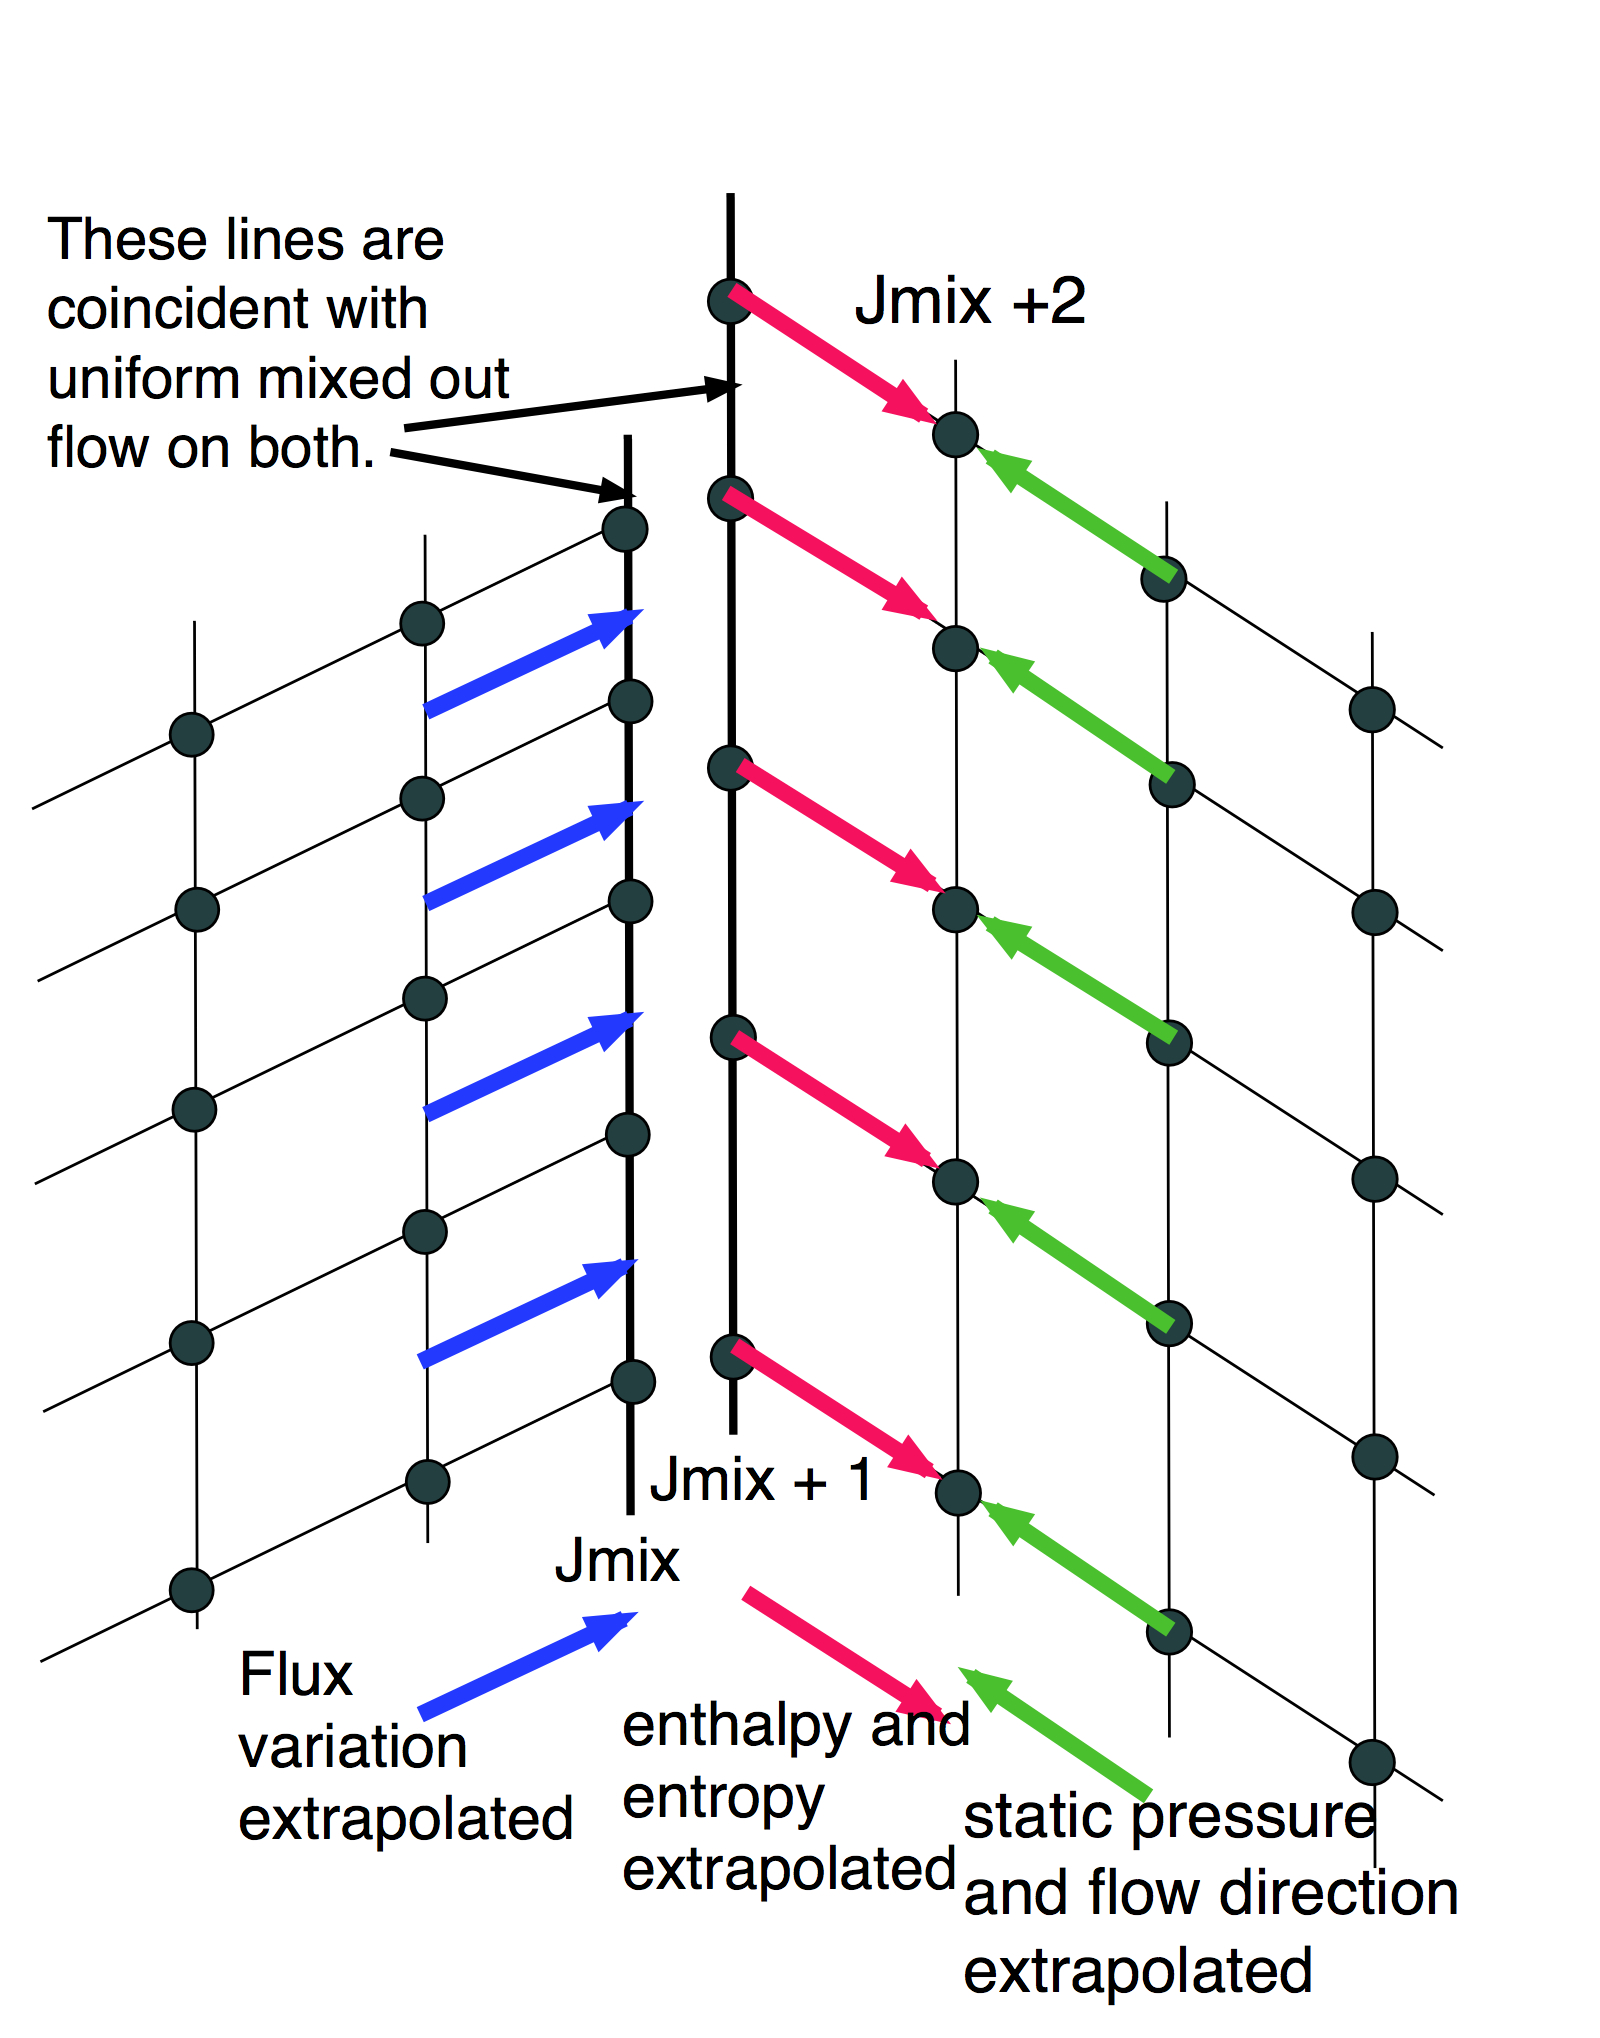 These lines are
coincident with
uniform mixed out
flow on both.
Jmix +2
Jmix + 1
Jmix
Flux
variation
extrapolated
enthalpy and
entropy
extrapolated
static pressure
and flow direction
extrapolated